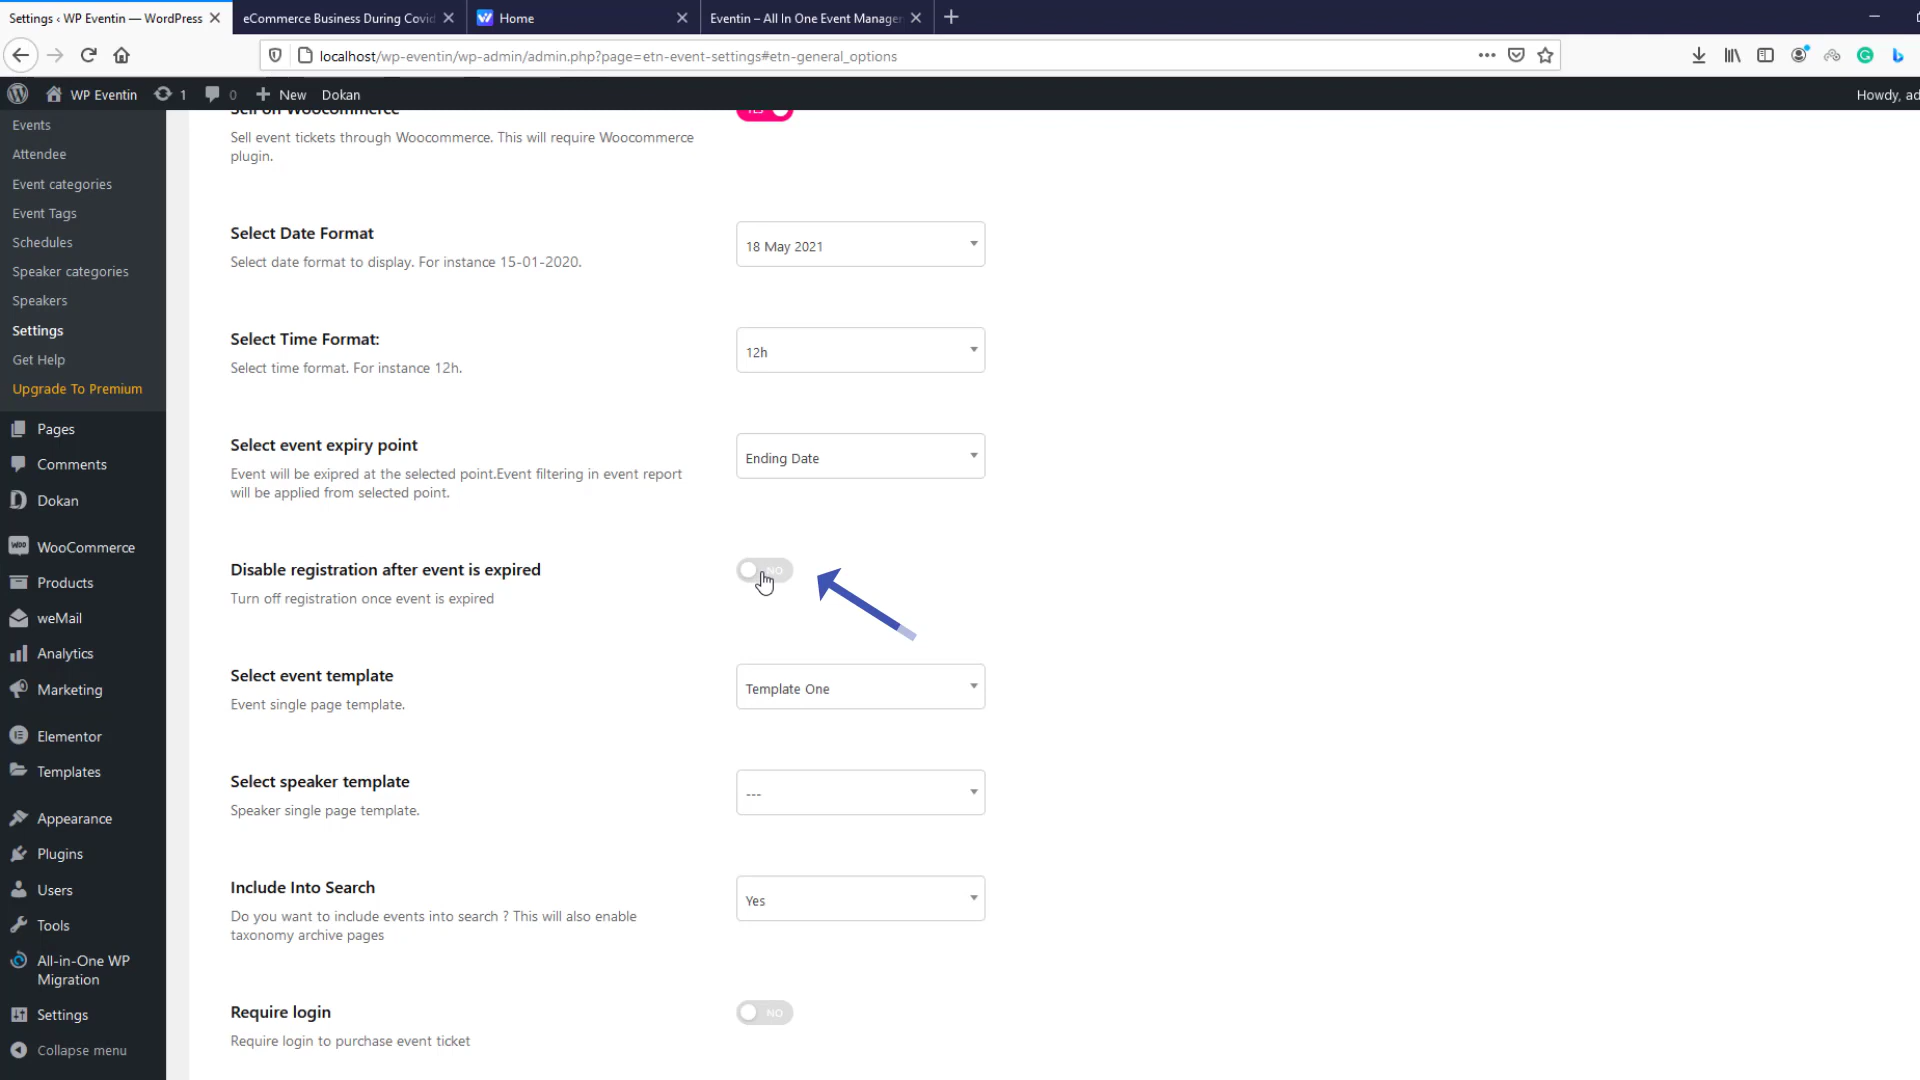 Settings ‹ WP Eventin — WordPress
eCommerce Business During Covid
Home
Eventin – All In One Event Manager
localhost/wp-eventin/wp-admin/admin.php?page=etn-event-settings#etn-general_options
WP Eventin
1
0
New
Dokan
Howdy, ad
Events
Attendee
Event categories
Event Tags
Schedules
Speaker categories
Speakers
Settings
Get Help
Upgrade To Premium
Pages
Comments
Dokan
WooCommerce
Products
weMail
Analytics
Marketing
Elementor
Templates
Appearance
Plugins
Users
Tools
All-in-One WP
Migration
Settings
Collapse menu
Sell on Woocommerce
YES
Sell event tickets through Woocommerce. This will require Woocommerce
plugin.
Select Date Format
18 May 2021
Select date format to display. For instance 15-01-2020.
Select Time Format:
12h
Select time format. For instance 12h.
Select event expiry point
Ending Date
Event will be exipred at the selected point.Event filtering in event report
will be applied from selected point.
Disable registration after event is expired
NO
Turn off registration once event is expired
Select event template
Template One
Event single page template.
Select speaker template
---
Speaker single page template.
Include Into Search
Yes
Do you want to include events into search ? This will also enable
taxonomy archive pages
Require login
NO
Require login to purchase event ticket